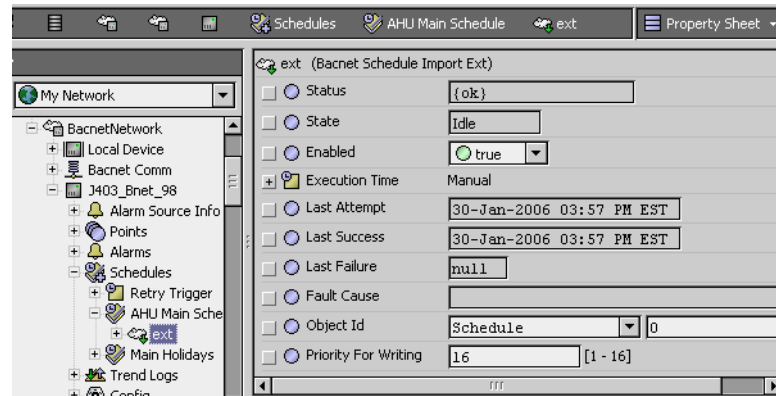 Schedules AHU Main Schedule ext Property Sheet
My Network
BacnetNetwork
Local Device
Bacnet Comm
J403_Bnet_98
Alarm Source Info
Points
Alarms
Schedules
Retry Trigger
AHU Main Sche
ext
Main Holidays
Trend Logs
Config
ext (Bacnet Schedule Import Ext)
Status {ok}
State Idle
Enabled true
Execution Time Manual
Last Attempt 30-Jan-2006 03:57 PM EST
Last Success 30-Jan-2006 03:57 PM EST
Last Failure null
Fault Cause
Object Id Schedule 0
Priority For Writing 16 [1 - 16]